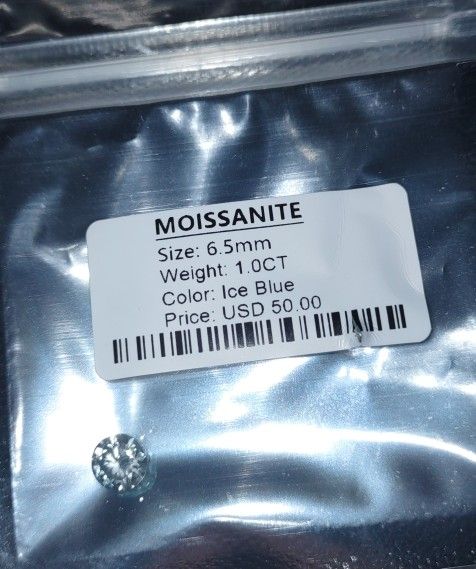 MOISSANITE
Size: 6.5mm
Weight: 1.0CT
Color: Ice Blue
Price: USD 50.00